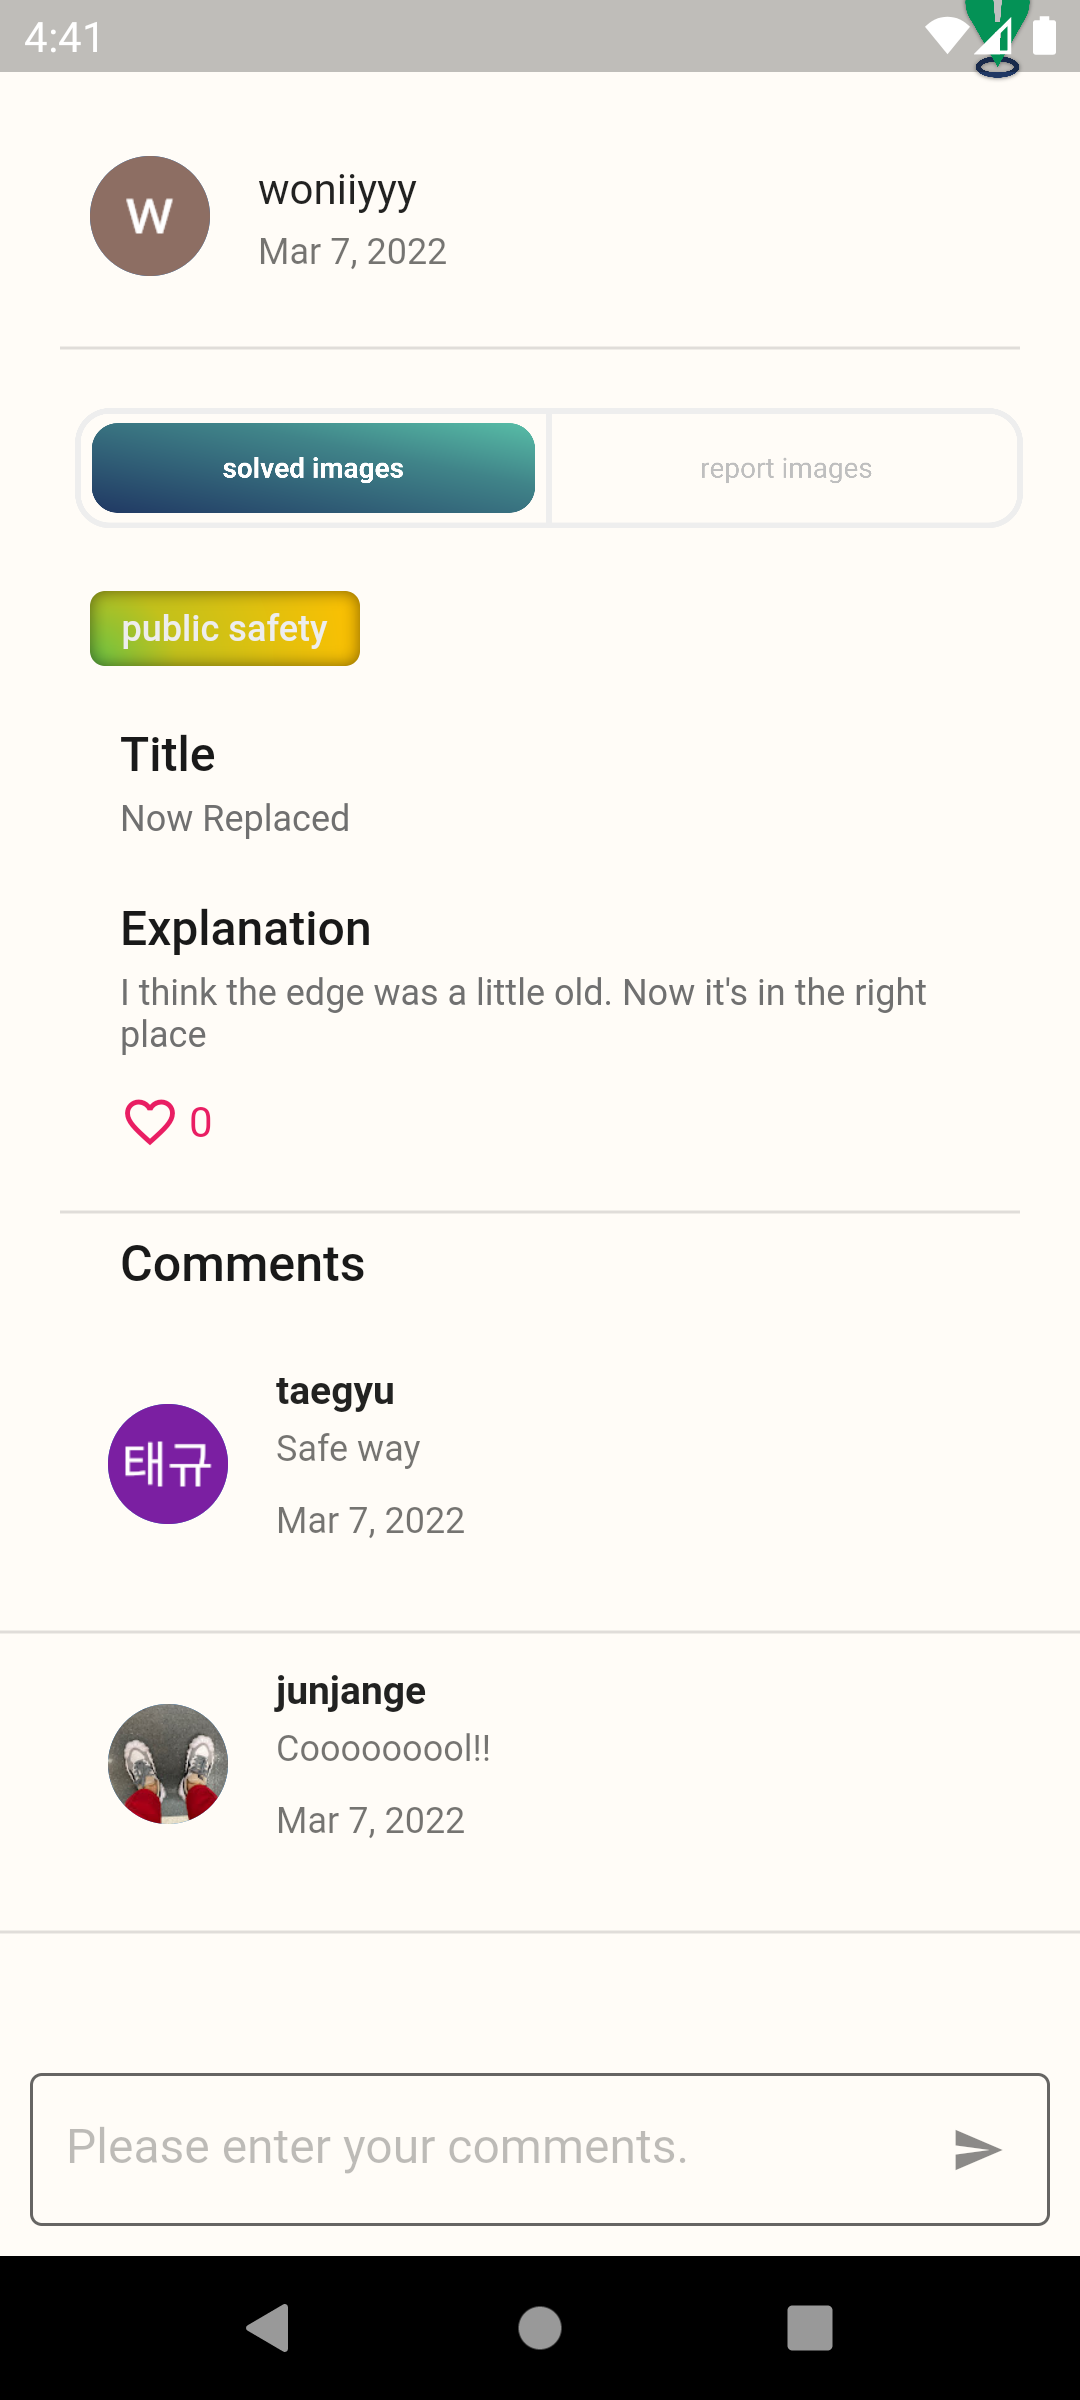 4:41
W
woniiyyy
Mar 7, 2022
solved images
report images
public safety
Title
Now Replaced
Explanation
I think the edge was a little old. Now it's in the right
place
0
Comments
태규
taegyu
Safe way
Mar 7, 2022
junjange
Cooooooool!!
Mar 7, 2022
Please enter your comments.